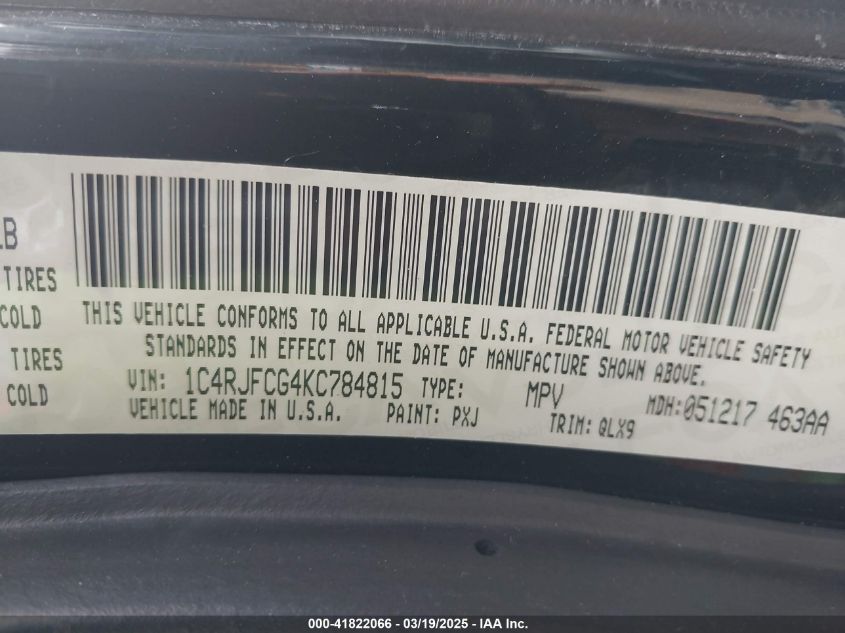 LB
TIRES
COLD
TIRES
COLD
THIS VEHICLE CONFORMS TO ALL APPLICABLE U.S.A. FEDERAL MOTOR VEHICLE SAFETY
STANDARDS IN EFFECT ON THE DATE OF MANUFACTURE SHOWN ABOVE.
VIN: 1C4RJFCG4KC784815 TYPE: MPV MDH:051217 463AA
VEHICLE MADE IN U.S.A. PAINT: PXJ TRIM: QLX9
000-41822066 - 03/19/2025 - IAA Inc.